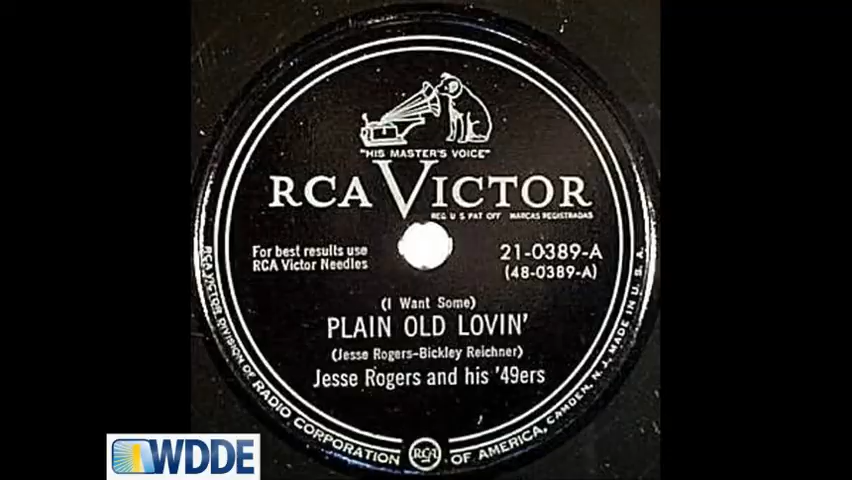 "HIS MASTER'S VOICE"
RCA VICTOR
REG. U S PAT OFF MARCAS REGISTRADAS
For best results use
RCA Victor Needles
21-0389-A
(48-0389-A)
(I Want Some)
PLAIN OLD LOVIN'
(Jesse Rogers-Bickley Reichner)
Jesse Rogers and his '49ers
RCA VICTOR DIVISION OF RADIO CORPORATION OF AMERICA, CAMDEN, N. J. MADE IN U. S. A.
RCA
WDDE